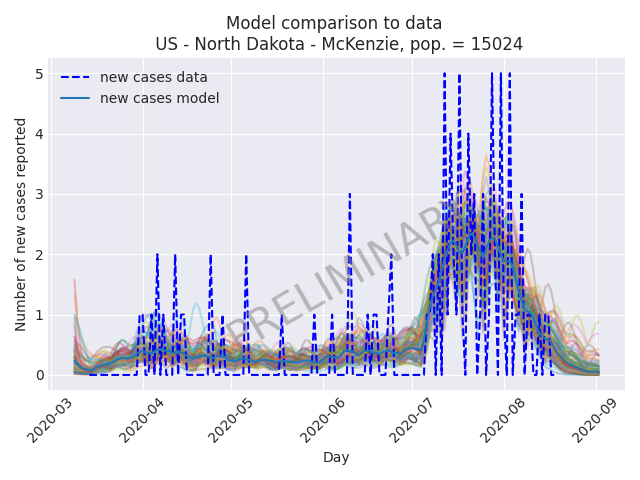 Model comparison to data
US - North Dakota - McKenzie, pop. = 15024
new cases data
new cases model
Number of new cases reported
5
4
3
2
1
0
PRELIMINARY
2020-03
2020-04
2020-05
2020-06
2020-07
2020-08
2020-09
Day